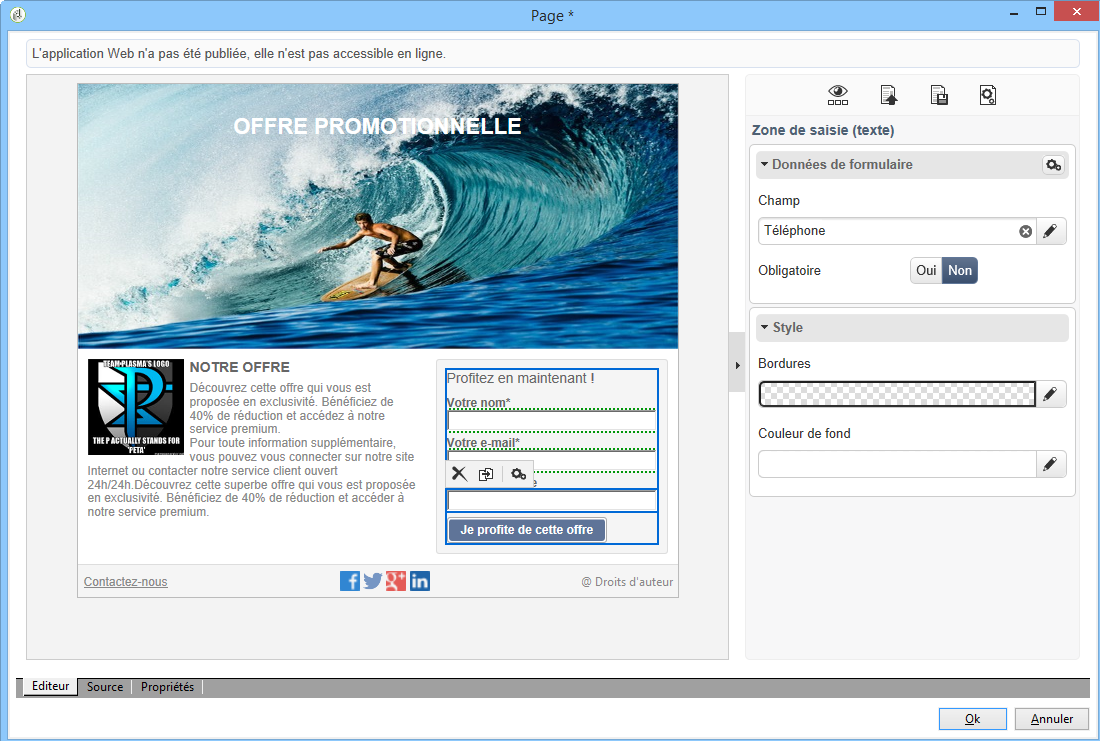 Page *
L'application Web n'a pas été publiée, elle n'est pas accessible en ligne.
OFFRE PROMOTIONNELLE
TEAM-PLASMA'S LOGO
THE P ACTUALLY STANDS FOR
'PETA'
NOTRE OFFRE
Découvrez cette offre qui vous est
proposée en exclusivité. Bénéficiez de
40% de réduction et accédez à notre
service premium.
Pour toute information supplémentaire,
vous pouvez vous connecter sur notre site
Internet ou contacter notre service client ouvert
24h/24h.Découvrez cette superbe offre qui vous est proposée
en exclusivité. Bénéficiez de 40% de réduction et accéder à
notre service premium.
Profitez en maintenant !
Votre nom*
Votre e-mail*
e
Je profite de cette offre
Contactez-nous
f
g+
in
@ Droits d'auteur
Zone de saisie (texte)
Données de formulaire
Champ
Téléphone
Obligatoire
Oui Non
Style
Bordures
Couleur de fond
Editeur Source Propriétés
Ok Annuler